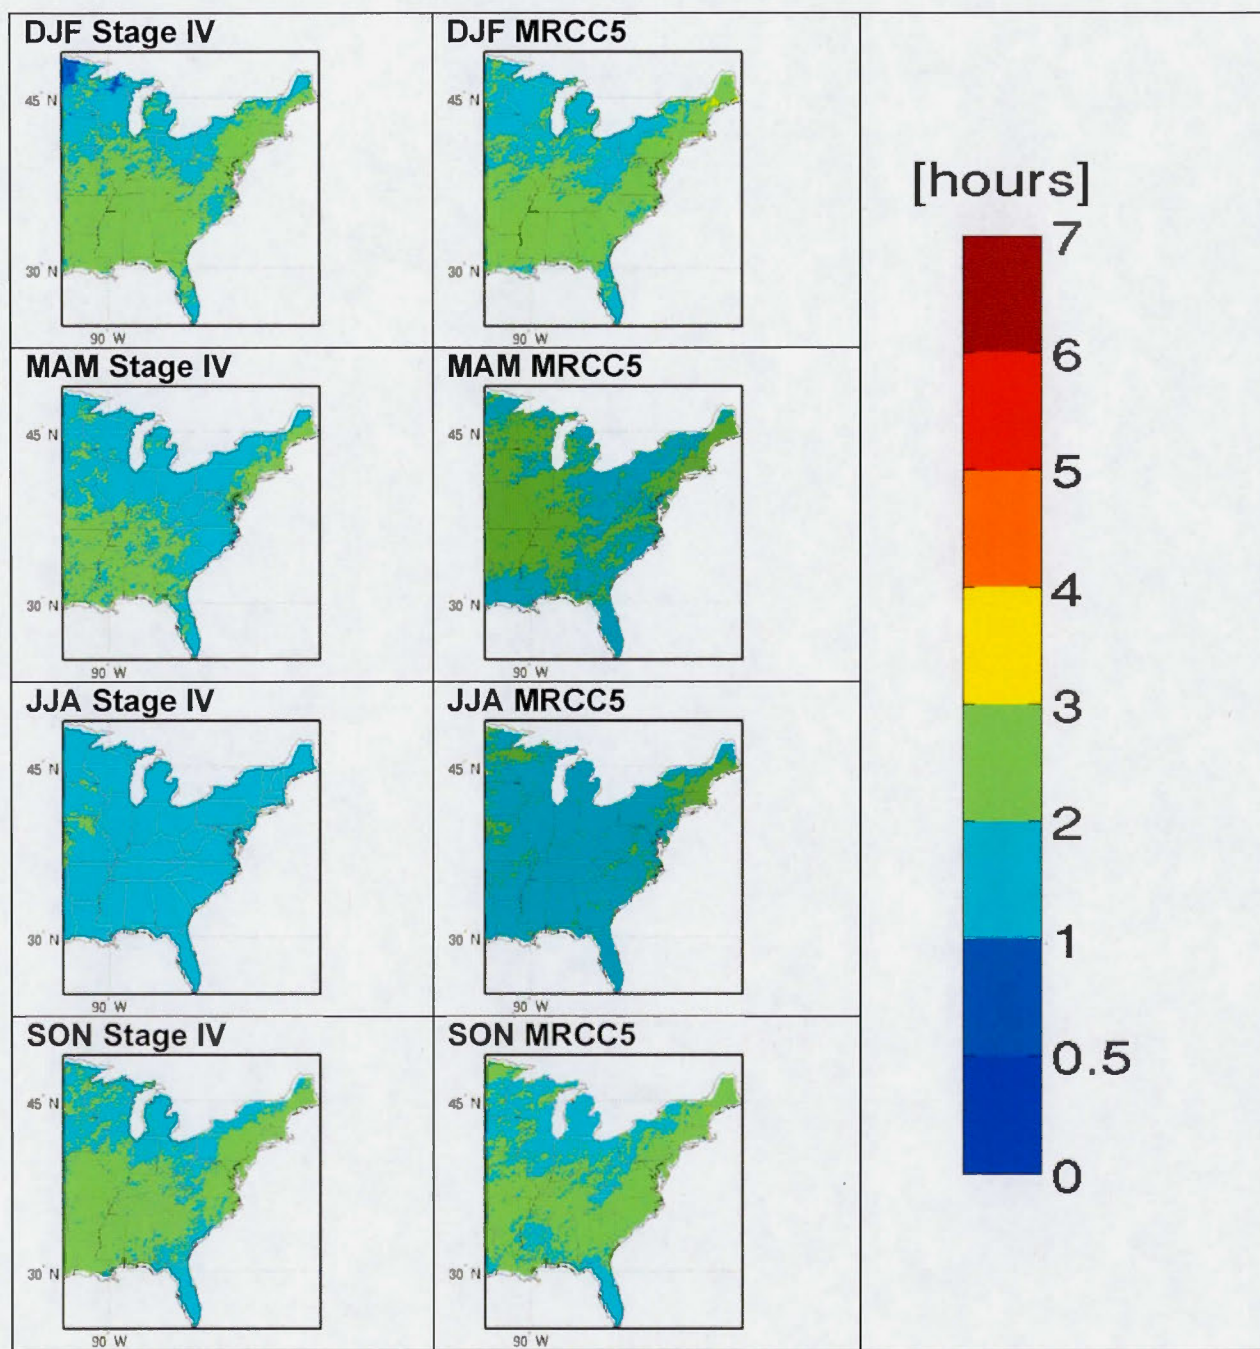 DJF Stage IV
45° N
30° N
90° W
DJF MRCC5
45° N
30° N
90° W
MAM Stage IV
45° N
30° N
90° W
MAM MRCC5
45° N
30° N
90° W
JJA Stage IV
45° N
30° N
90° W
JJA MRCC5
45° N
30° N
90° W
SON Stage IV
45° N
30° N
90° W
SON MRCC5
45° N
30° N
90° W
[hours]
7
6
5
4
3
2
1
0.5
0